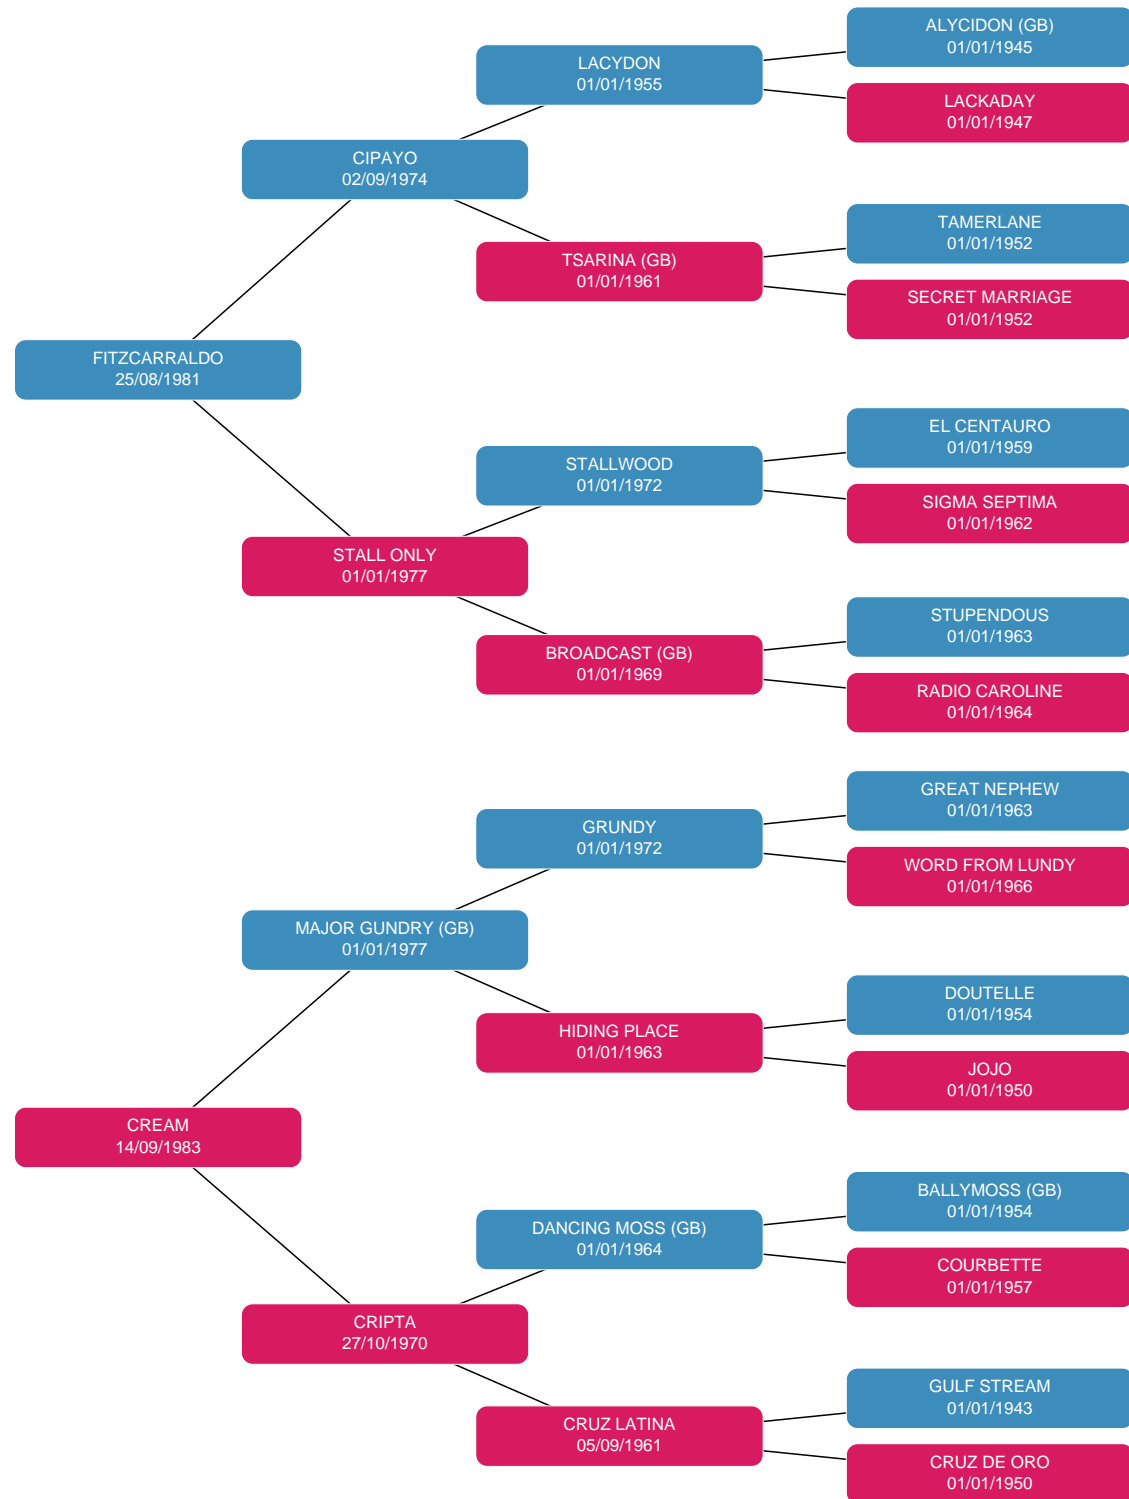 ALYCIDON (GB)
01/01/1945
LACYDON
01/01/1955
LACKADAY
01/01/1947
CIPAYO
02/09/1974
TAMERLANE
01/01/1952
TSARINA (GB)
01/01/1961
SECRET MARRIAGE
01/01/1952
FITZCARRALDO
25/08/1981
EL CENTAURO
01/01/1959
STALLWOOD
01/01/1972
SIGMA SEPTIMA
01/01/1962
STALL ONLY
01/01/1977
STUPENDOUS
01/01/1963
BROADCAST (GB)
01/01/1969
RADIO CAROLINE
01/01/1964
GREAT NEPHEW
01/01/1963
GRUNDY
01/01/1972
WORD FROM LUNDY
01/01/1966
MAJOR GUNDRY (GB)
01/01/1977
DOUTELLE
01/01/1954
HIDING PLACE
01/01/1963
JOJO
01/01/1950
CREAM
14/09/1983
BALLYMOSS (GB)
01/01/1954
DANCING MOSS (GB)
01/01/1964
COURBETTE
01/01/1957
CRIPTA
27/10/1970
GULF STREAM
01/01/1943
CRUZ LATINA
05/09/1961
CRUZ DE ORO
01/01/1950